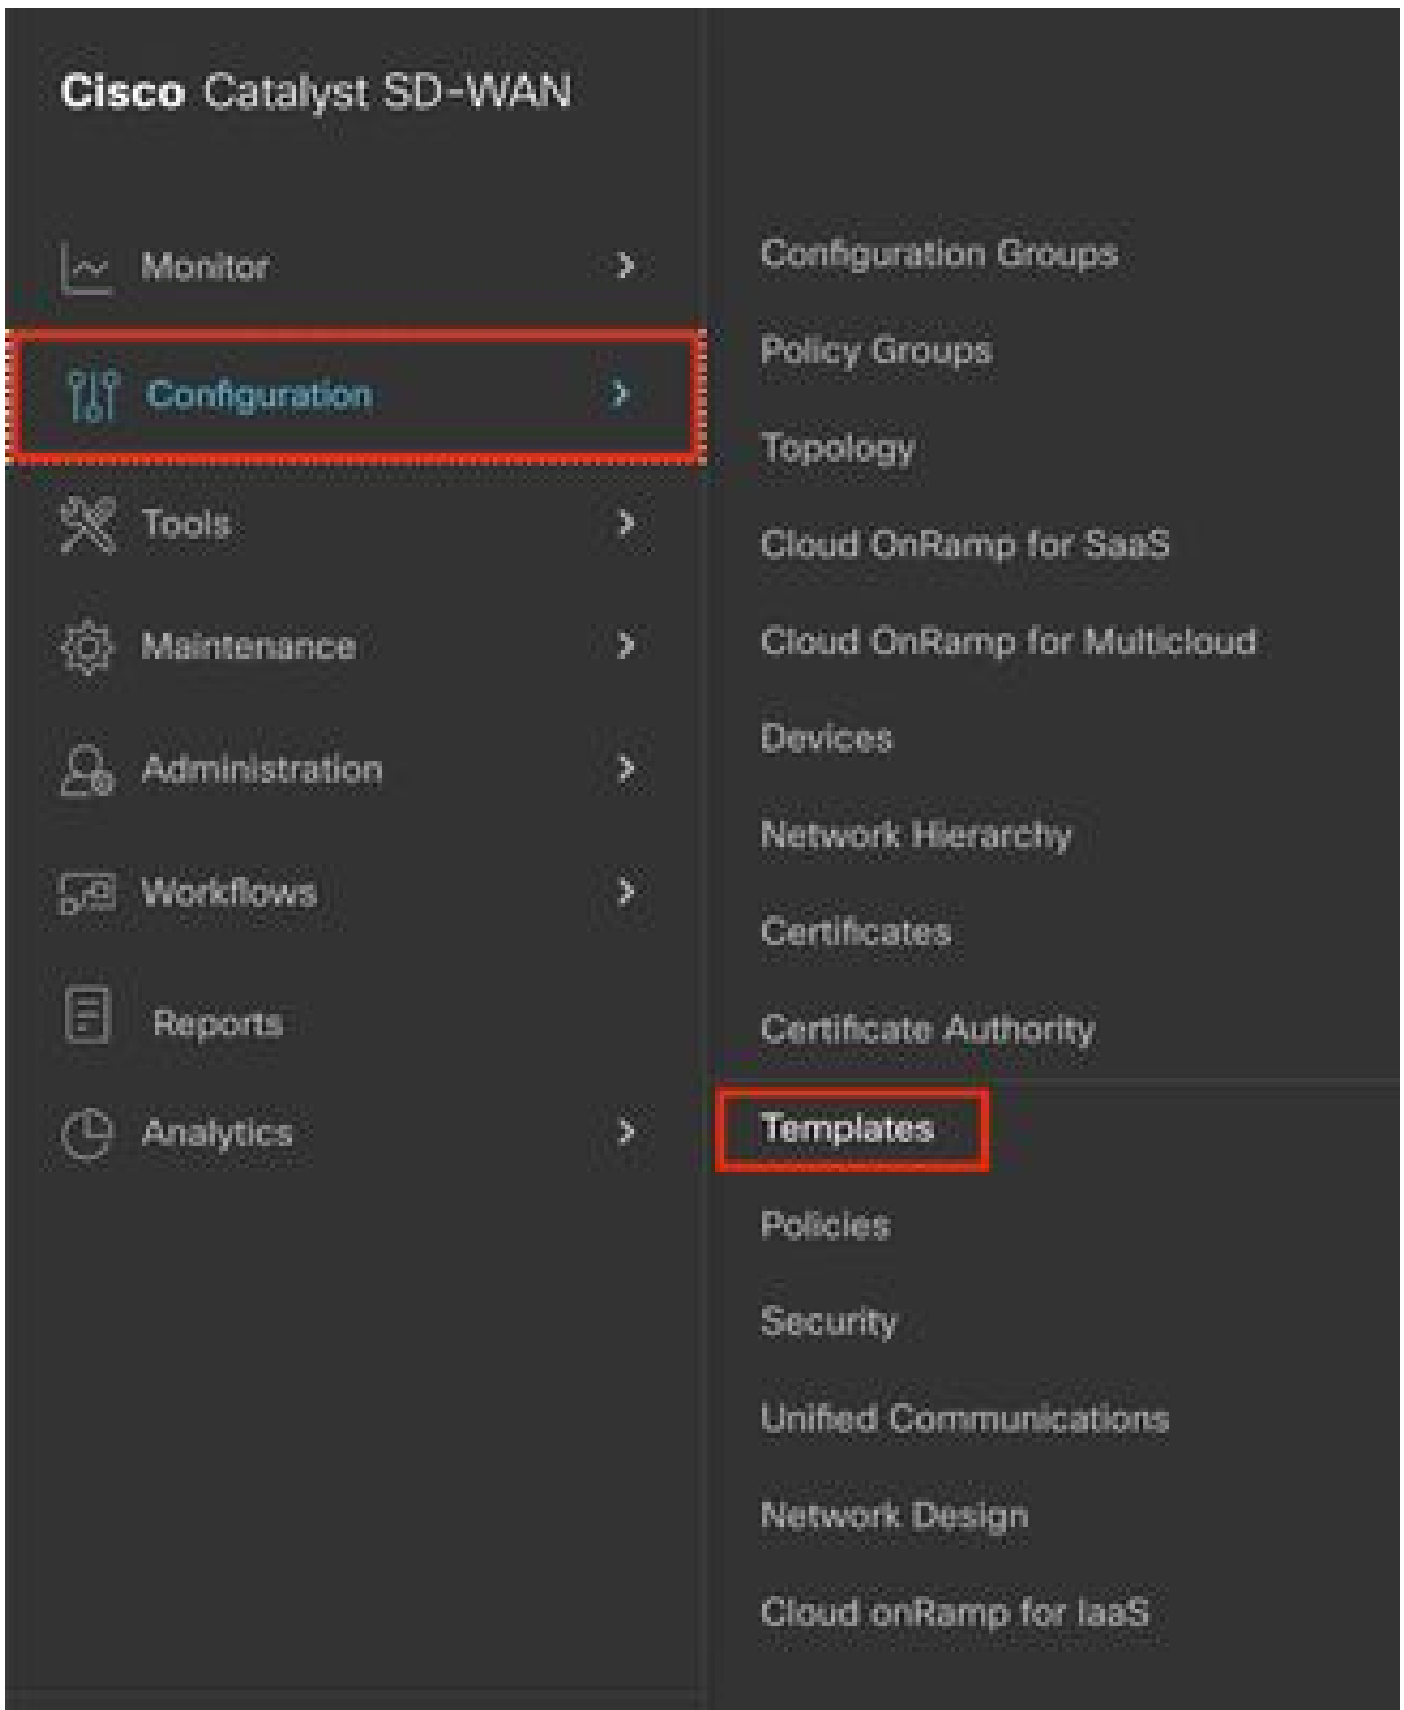 Cisco Catalyst SD-WAN
Monitor
Configuration
Tools
Maintenance
Administration
Workflows
Reports
Analytics
Configuration Groups
Policy Groups
Topology
Cloud OnRamp for SaaS
Cloud OnRamp for Multicloud
Devices
Network Hierarchy
Certificates
Certificate Authority
Templates
Policies
Security
Unified Communications
Network Design
Cloud onRamp for IaaS